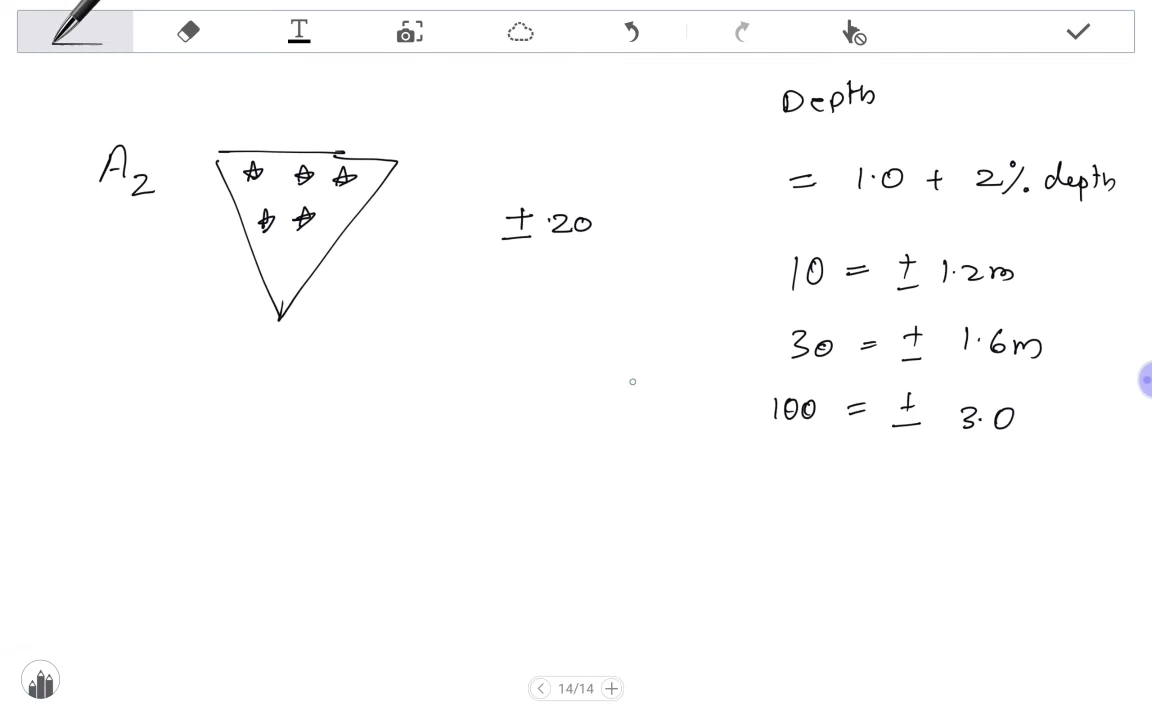 T
Depth
A2
= 1.0 + 2% depth
± 20
10 = ± 1.2m
30 = ± 1.6m
100 = ± 3.0
14/14